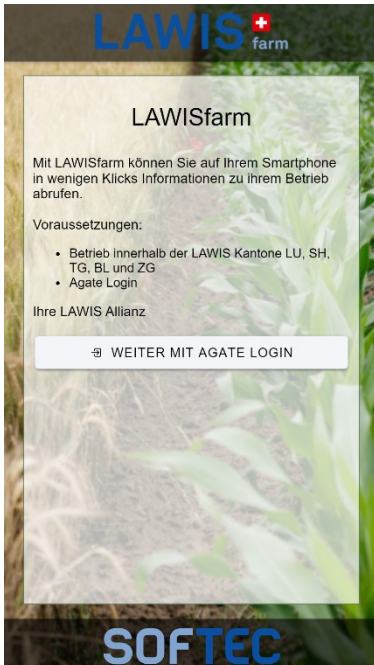 LAWIS
farm
LAWISfarm
Mit LAWISfarm können Sie auf Ihrem Smartphone
in wenigen Klicks Informationen zu ihrem Betrieb
abrufen.
Voraussetzungen:
Betrieb innerhalb der LAWIS Kantone LU, SH,
TG, BL und ZG
Agate Login
Ihre LAWIS Allianz
WEITER MIT AGATE LOGIN
SOFTEC